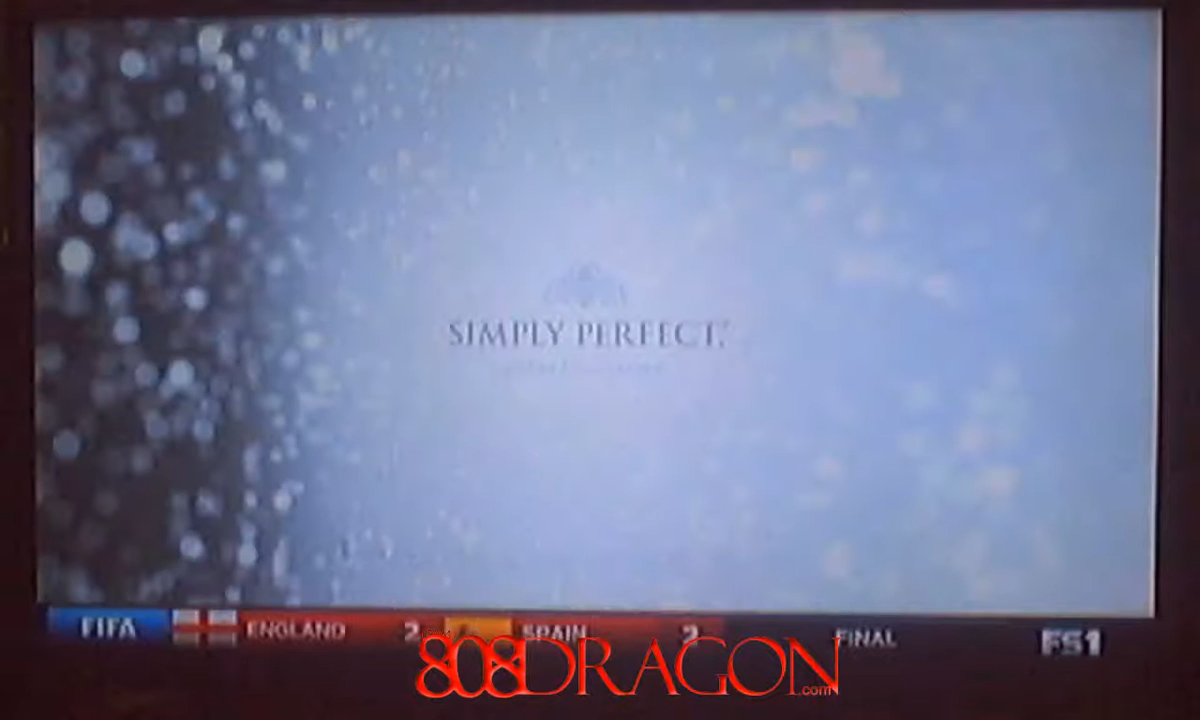 SIMPLY PERFECT.
FIFA ENGLAND 2 SPAIN 2 FINAL FS1
808DRAGON.com